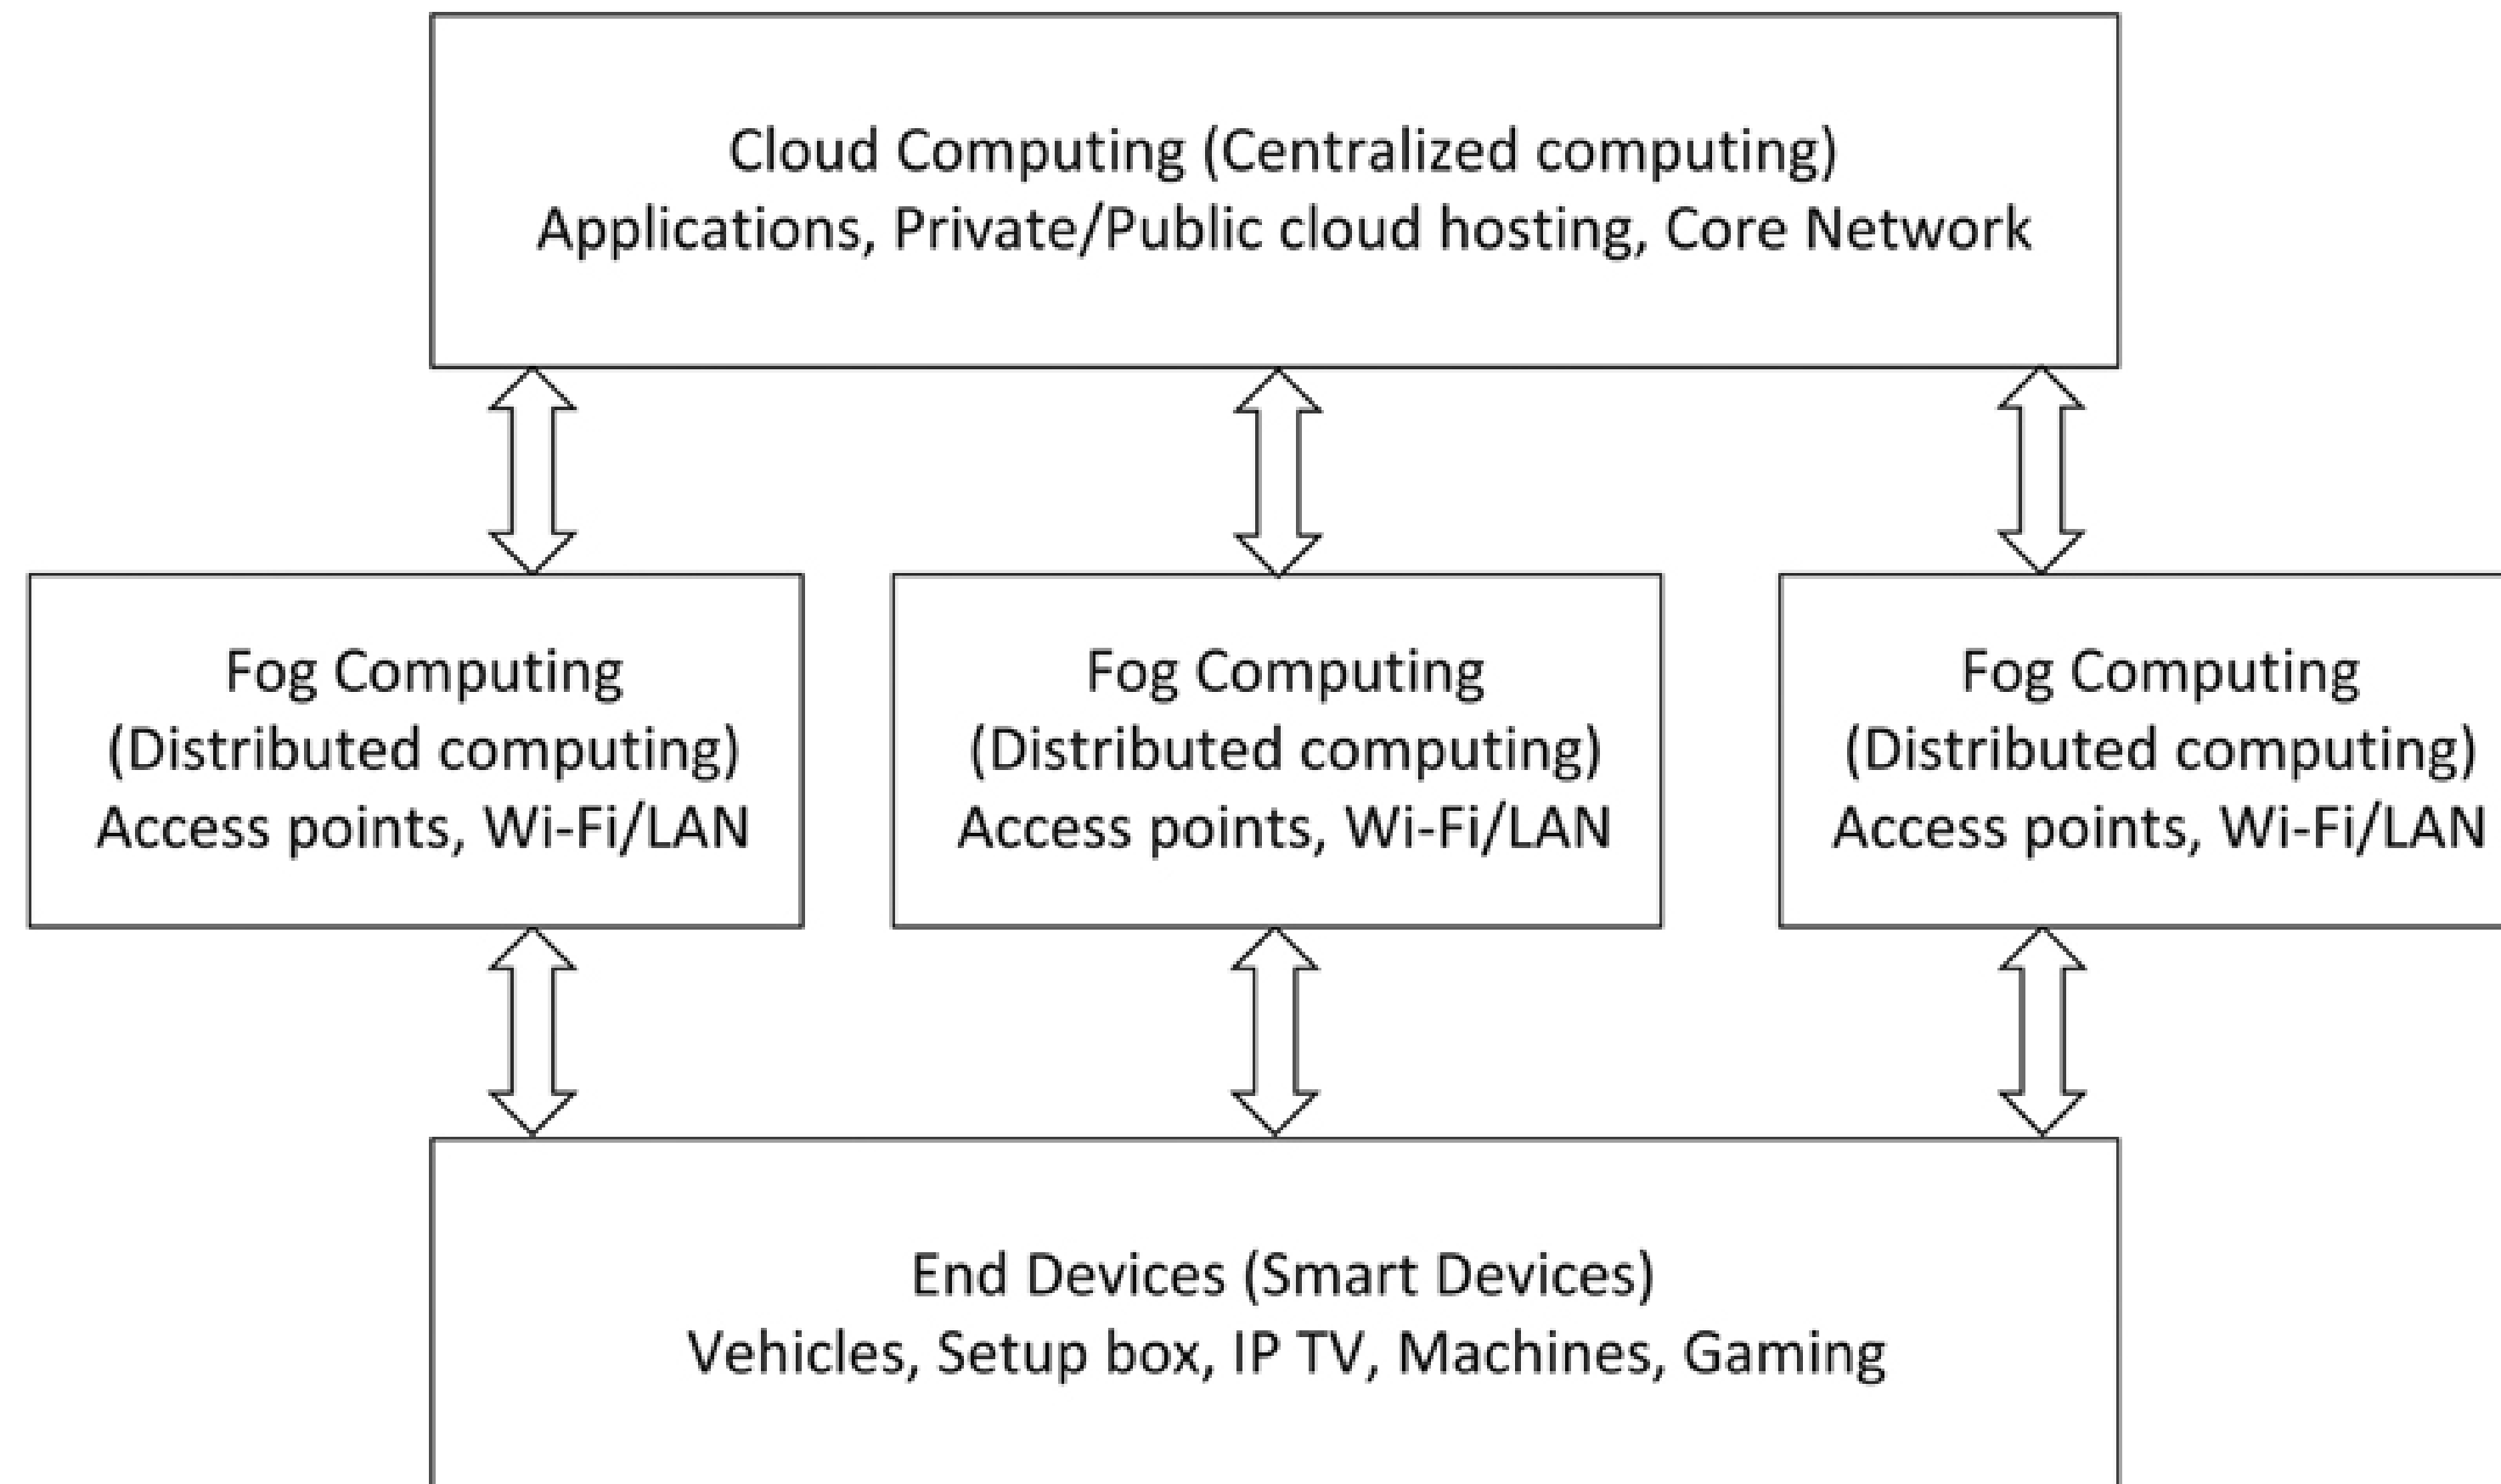 Cloud Computing (Centralized computing)
Applications, Private/Public cloud hosting, Core Network
Fog Computing
(Distributed computing)
Access points, Wi-Fi/LAN
Fog Computing
(Distributed computing)
Access points, Wi-Fi/LAN
Fog Computing
(Distributed computing)
Access points, Wi-Fi/LAN
End Devices (Smart Devices)
Vehicles, Setup box, IP TV, Machines, Gaming